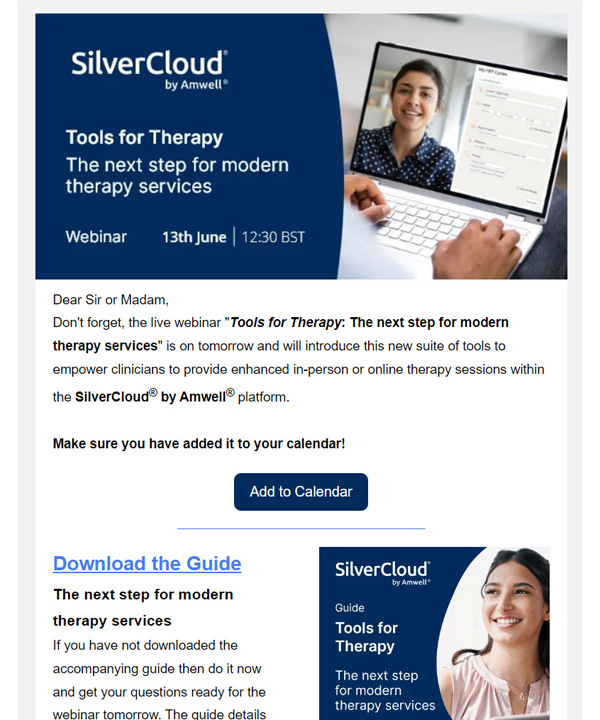 SilverCloud®
by Amwell®
Tools for Therapy
The next step for modern
therapy services
Webinar 13th June | 12:30 BST
Dear Sir or Madam,
Don't forget, the live webinar "Tools for Therapy: The next step for modern
therapy services" is on tomorrow and will introduce this new suite of tools to
empower clinicians to provide enhanced in-person or online therapy sessions within
the SilverCloud® by Amwell® platform.
Make sure you have added it to your calendar!
Add to Calendar
Download the Guide
The next step for modern
therapy services
If you have not downloaded the
accompanying guide then do it now
and get your questions ready for the
webinar tomorrow. The guide details
SilverCloud®
by Amwell®
Guide
Tools for
Therapy
The next step
for modern
therapy services